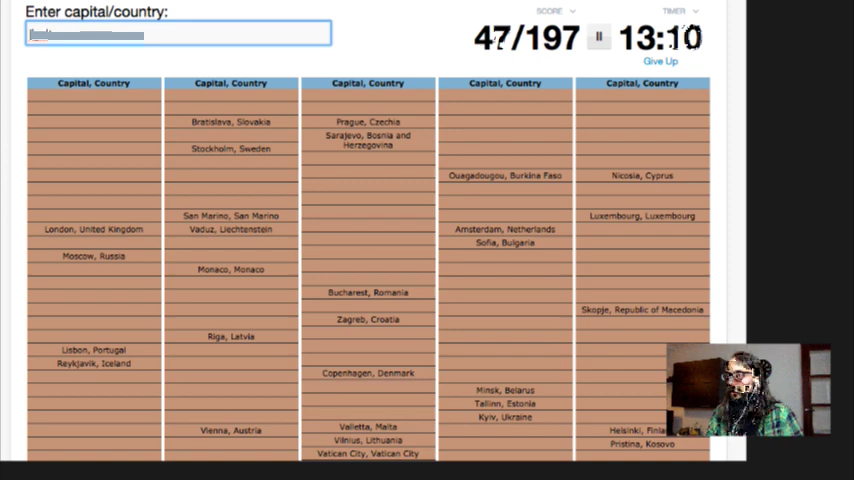 Enter capital/country:
SCORE
TIMER
47/197
13:10
Give Up
Capital, Country Capital, Country Capital, Country Capital, Country Capital, Country
Bratislava, Slovakia Prague, Czechia
Sarajevo, Bosnia and
Herzegovina
Stockholm, Sweden
Ouagadougou, Burkina Faso Nicosia, Cyprus
San Marino, San Marino Luxembourg, Luxembourg
London, United Kingdom Vaduz, Liechtenstein Amsterdam, Netherlands
Sofia, Bulgaria
Moscow, Russia
Monaco, Monaco
Bucharest, Romania
Skopje, Republic of Macedonia
Zagreb, Croatia
Riga, Latvia
Lisbon, Portugal
Reykjavik, Iceland
Copenhagen, Denmark
Minsk, Belarus
Tallinn, Estonia
Kyiv, Ukraine
Vienna, Austria Valletta, Malta Helsinki,
Vilnius, Lithuania Pristina, Kosovo
Vatican City, Vatican City